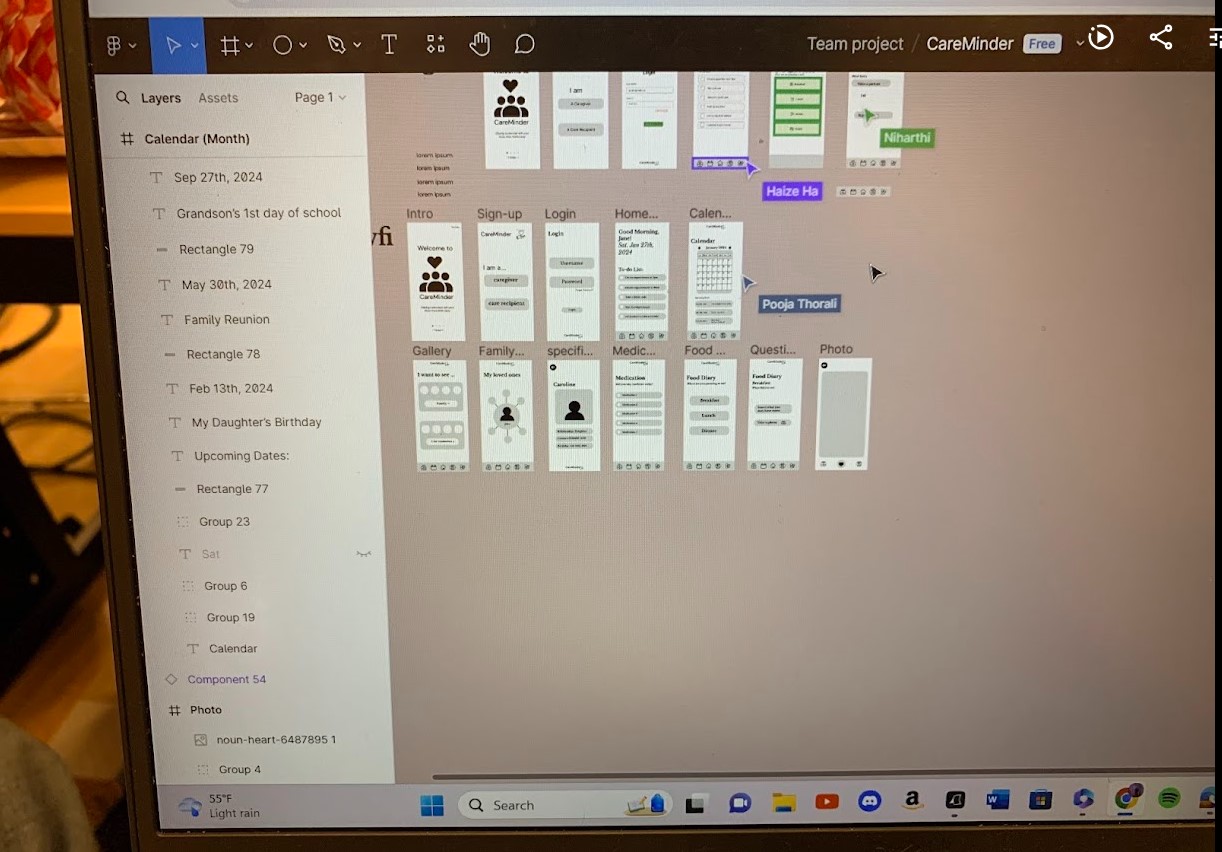 Team project / CareMinder Free
Layers Assets Page 1
Calendar (Month)
Sep 27th, 2024
Grandson's 1st day of school
Rectangle 79
May 30th, 2024
Family Reunion
Rectangle 78
Feb 13th, 2024
My Daughter's Birthday
Upcoming Dates:
Rectangle 77
Group 23
Sat
Group 6
Group 19
Calendar
Component 54
Photo
noun-heart-6487895 1
Group 4
CareMinder
I am
Login
Niharthi
Haize Ha
lorem ipsum
lorem ipsum
lorem ipsum
lorem ipsum
yfi
Intro Sign-up Login Home... Calen...
Welcome to
CareMinder
CareMinder
I am a...
caregiver
care recipient
Login
Username
Password
Good Morning,
Jane!
Sat. Jan 27th,
2024
To-do List:
Calendar
Pooja Thorali
Gallery Family... specifi... Medic... Food ... Questi... Photo
I want to see ...
My loved ones
Caroline
Medication
Food Diary
Breakfast
Lunch
Dinner
Food Diary
Breakfast
55°F
Light rain
Search